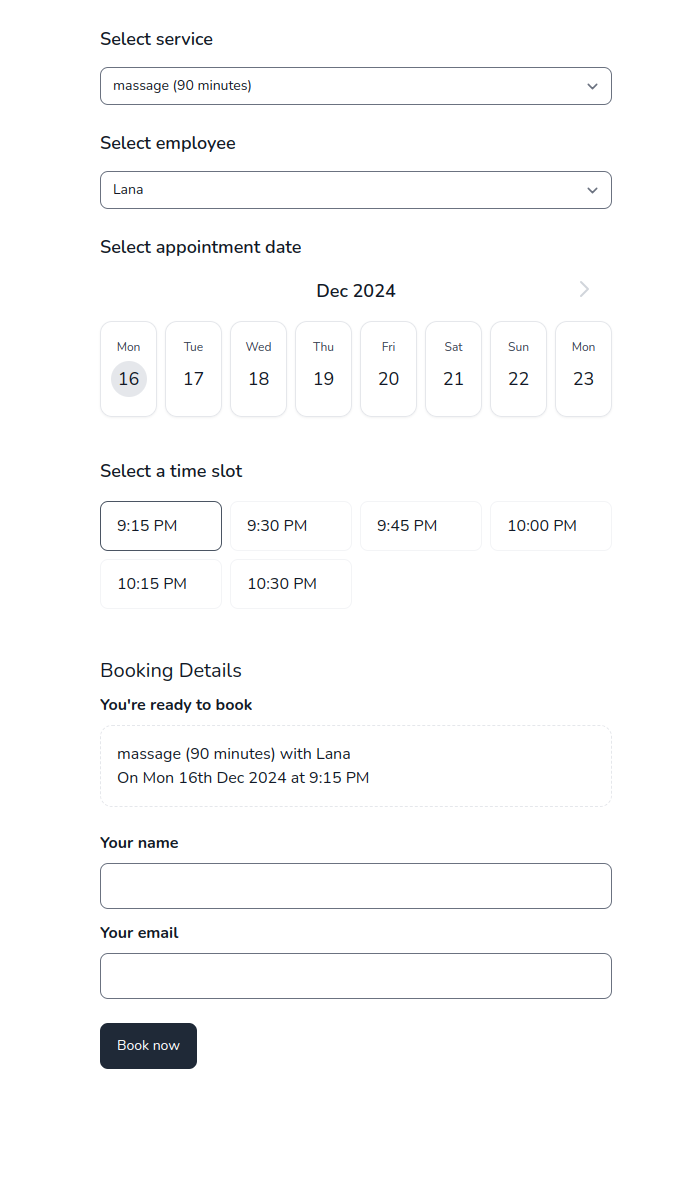 Select service
massage (90 minutes)
Select employee
Lana
Select appointment date
Dec 2024
Mon Tue Wed Thu Fri Sat Sun Mon
16 17 18 19 20 21 22 23
Select a time slot
9:15 PM 9:30 PM 9:45 PM 10:00 PM
10:15 PM 10:30 PM
Booking Details
You're ready to book
massage (90 minutes) with Lana
On Mon 16th Dec 2024 at 9:15 PM
Your name
Your email
Book now